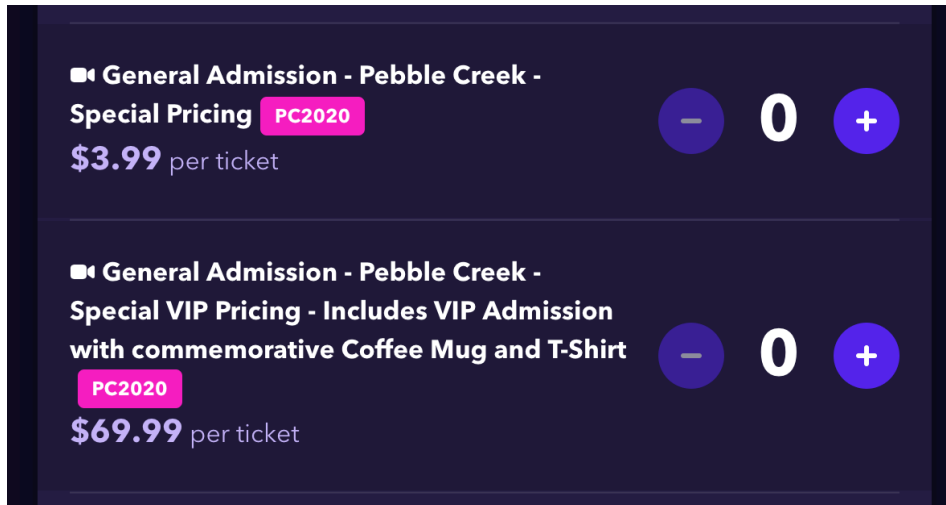 General Admission - Pebble Creek -
Special Pricing PC2020
$3.99 per ticket
− 0 +
General Admission - Pebble Creek -
Special VIP Pricing - Includes VIP Admission
with commemorative Coffee Mug and T-Shirt
PC2020
$69.99 per ticket
− 0 +